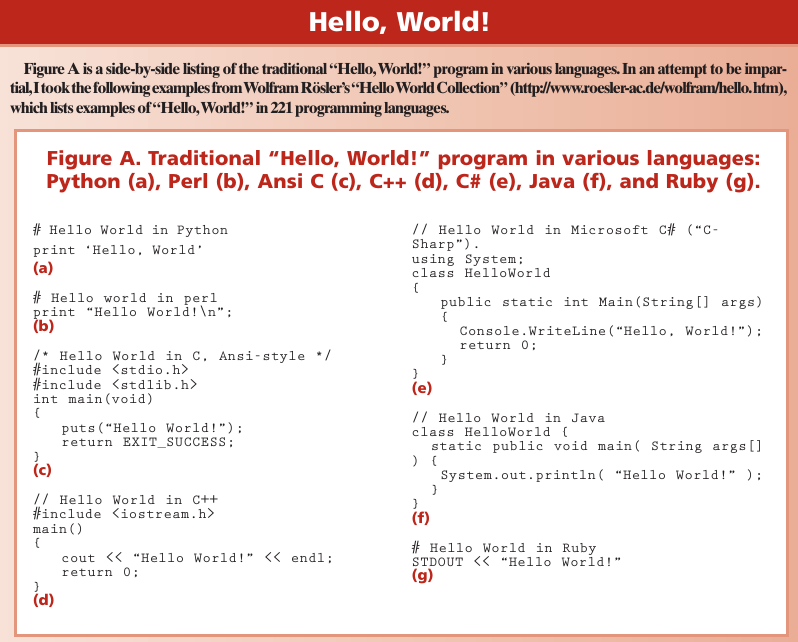 Hello, World!
Figure A is a side-by-side listing of the traditional “Hello, World!” program in various languages. In an attempt to be impar-
tial, I took the following examples from Wolfram Rösler’s “Hello World Collection” (http://www.roesler-ac.de/wolfram/hello.htm),
which lists examples of “Hello, World!” in 221 programming languages.
Figure A. Traditional “Hello, World!” program in various languages:
Python (a), Perl (b), Ansi C (c), C++ (d), C# (e), Java (f), and Ruby (g).
# Hello World in Python
print ‘Hello, World’
(a)
# Hello world in perl
print “Hello World!\n”;
(b)
/* Hello World in C, Ansi-style */
#include <stdio.h>
#include <stdlib.h>
int main(void)
{
puts(“Hello World!”);
return EXIT_SUCCESS;
}
(c)
// Hello World in C++
#include <iostream.h>
main()
{
cout << “Hello World!” << endl;
return 0;
}
(d)
// Hello World in Microsoft C# (“C-
Sharp”).
using System;
class HelloWorld
{
public static int Main(String[] args)
{
Console.WriteLine(“Hello, World!”);
return 0;
}
}
(e)
// Hello World in Java
class HelloWorld {
static public void main( String args[]
) {
System.out.println( “Hello World!” );
}
}
(f)
# Hello World in Ruby
STDOUT << “Hello World!”
(g)